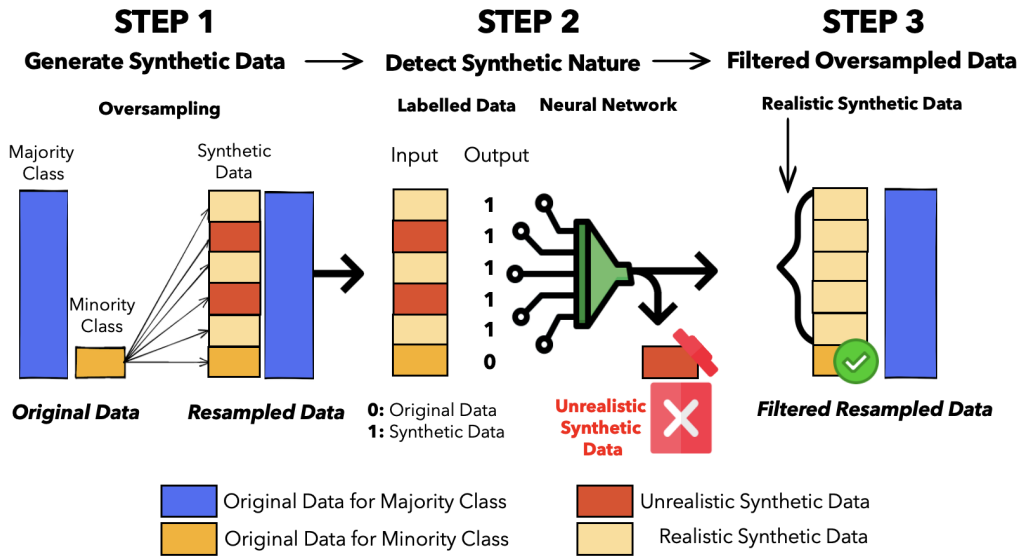 STEP 1
STEP 2
STEP 3
Generate Synthetic Data
Detect Synthetic Nature
Filtered Oversampled Data
Oversampling
Labelled Data
Neural Network
Realistic Synthetic Data
Majority
Class
Synthetic
Data
Input
Output
Minority
Class
1
1
1
1
1
0
Original Data
Resampled Data
0: Original Data
1: Synthetic Data
Unrealistic
Synthetic
Data
Filtered Resampled Data
Original Data for Majority Class
Unrealistic Synthetic Data
Original Data for Minority Class
Realistic Synthetic Data